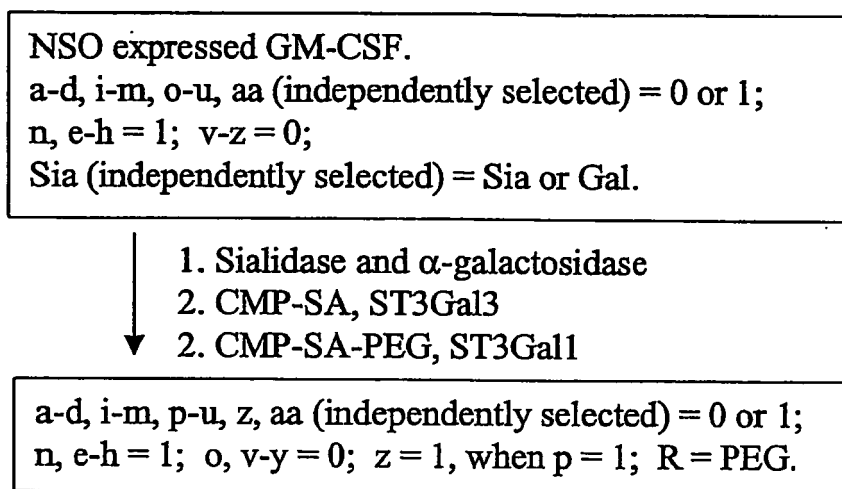 NSO expressed GM-CSF.
a-d, i-m, o-u, aa (independently selected) = 0 or 1;
n, e-h = 1; v-z = 0;
Sia (independently selected) = Sia or Gal.
1. Sialidase and α-galactosidase
2. CMP-SA, ST3Gal3
2. CMP-SA-PEG, ST3Gal1
a-d, i-m, p-u, z, aa (independently selected) = 0 or 1;
n, e-h = 1; o, v-y = 0; z = 1, when p = 1; R = PEG.